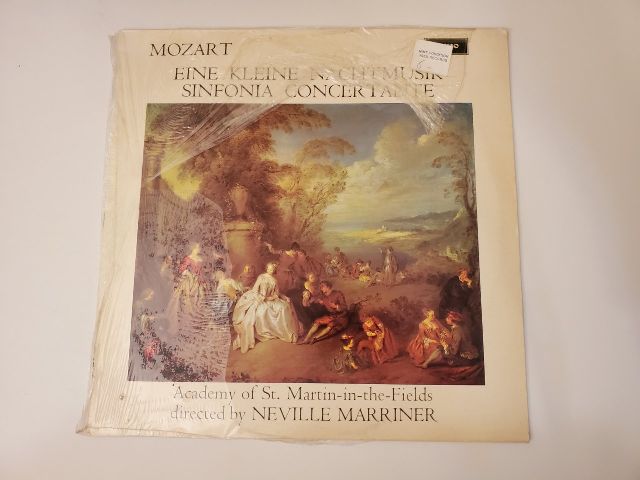 MOZART
EINE KLEINE NACHTMUSIK
SINFONIA CONCERTANTE
Academy of St. Martin-in-the-Fields
directed by NEVILLE MARRINER